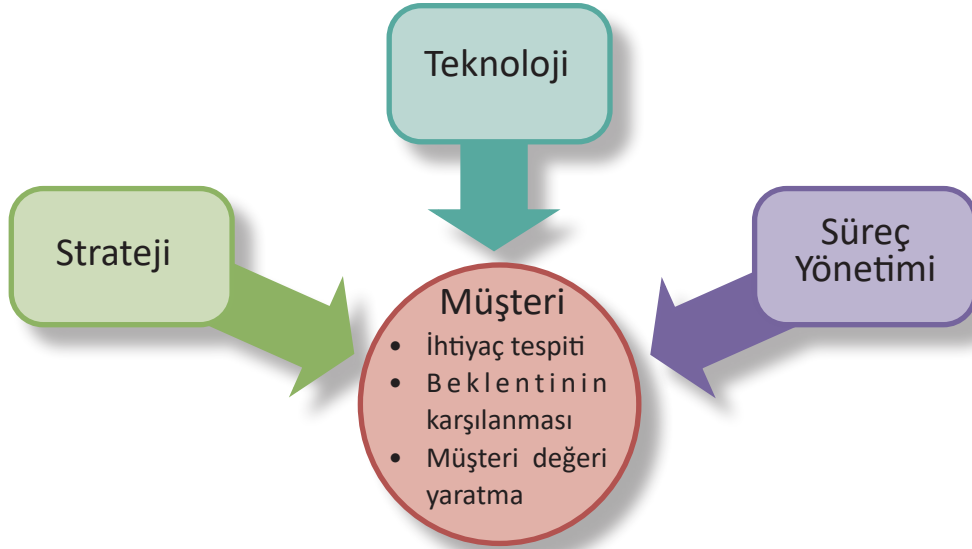 Teknoloji
Strateji
Süreç
Yönetimi
Müşteri
• İhtiyaç tespiti
• Beklentinin
karşılanması
• Müşteri değeri
yaratma